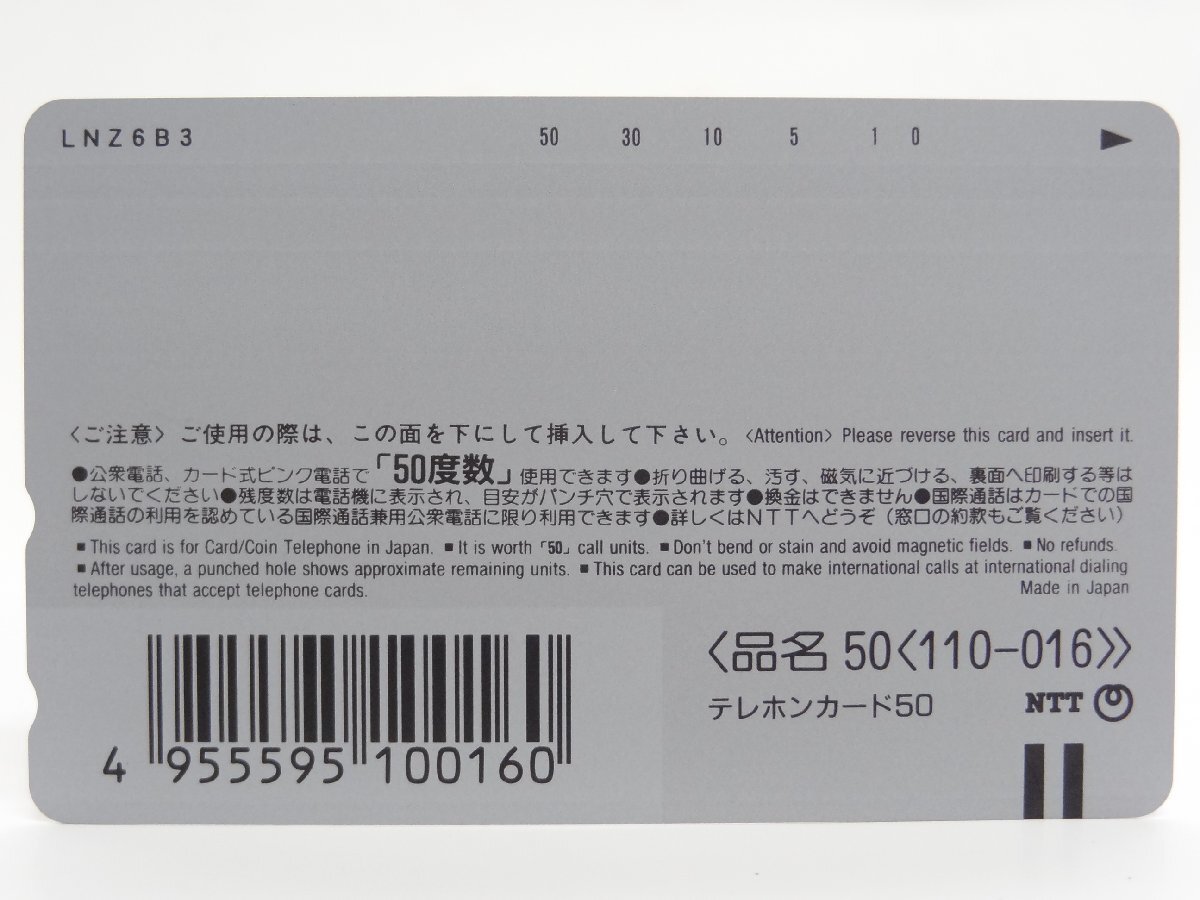 LNZ6B3 50 30 10 5 1 0
〈ご注意〉ご使用の際は、この面を下にして挿入して下さい。〈Attention〉Please reverse this card and insert it.
●公衆電話、カード式ピンク電話で「50度数」使用できます●折り曲げる、汚す、磁気に近づける、裏面へ印刷する等は
しないでください●残度数は電話機に表示され、目安がパンチ穴で表示されます●換金はできません●国際通話はカードでの国
際通話の利用を認めている国際通話兼用公衆電話に限り利用できます●詳しくはNTTへどうぞ（窓口の約款もご覧ください）
■This card is for Card/Coin Telephone in Japan. ■It is worth「50」call units. ■Don't bend or stain and avoid magnetic fields. ■No refunds.
■After usage, a punched hole shows approximate remaining units. ■This card can be used to make international calls at international dialing
telephones that accept telephone cards. Made in Japan
〈品名 50〈110-016〉〉
テレホンカード50 NTT
4 955595 100160